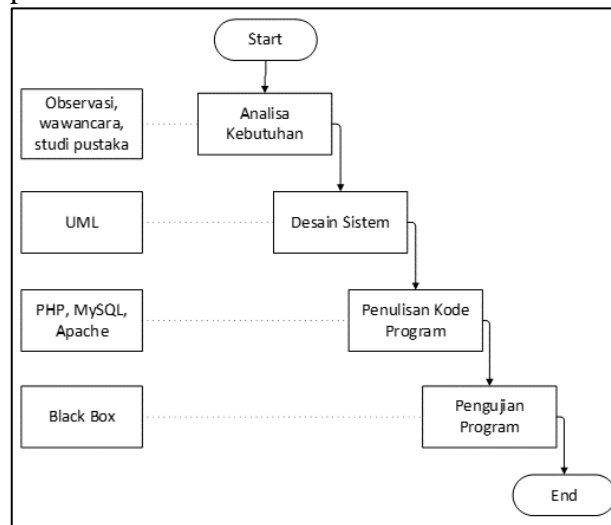 Start
Observasi,
wawancara,
studi pustaka
Analisa
Kebutuhan
UML
Desain Sistem
PHP, MySQL,
Apache
Penulisan Kode
Program
Black Box
Pengujian
Program
End